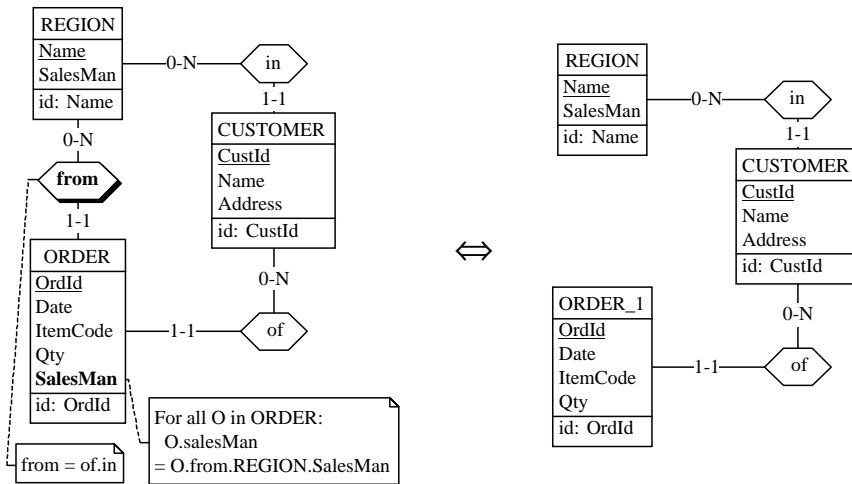 REGION
Name
SalesMan
id: Name
0-N
in
1-1
CUSTOMER
CustId
Name
Address
id: CustId
0-N
from
1-1
ORDER
OrdId
Date
ItemCode
Qty
SalesMan
id: OrdId
1-1
of
0-N
from = of.in
For all O in ORDER:
O.salesMan
= O.from.REGION.SalesMan
⇔
REGION
Name
SalesMan
id: Name
0-N
in
1-1
CUSTOMER
CustId
Name
Address
id: CustId
0-N
of
1-1
ORDER_1
OrdId
Date
ItemCode
Qty
id: OrdId